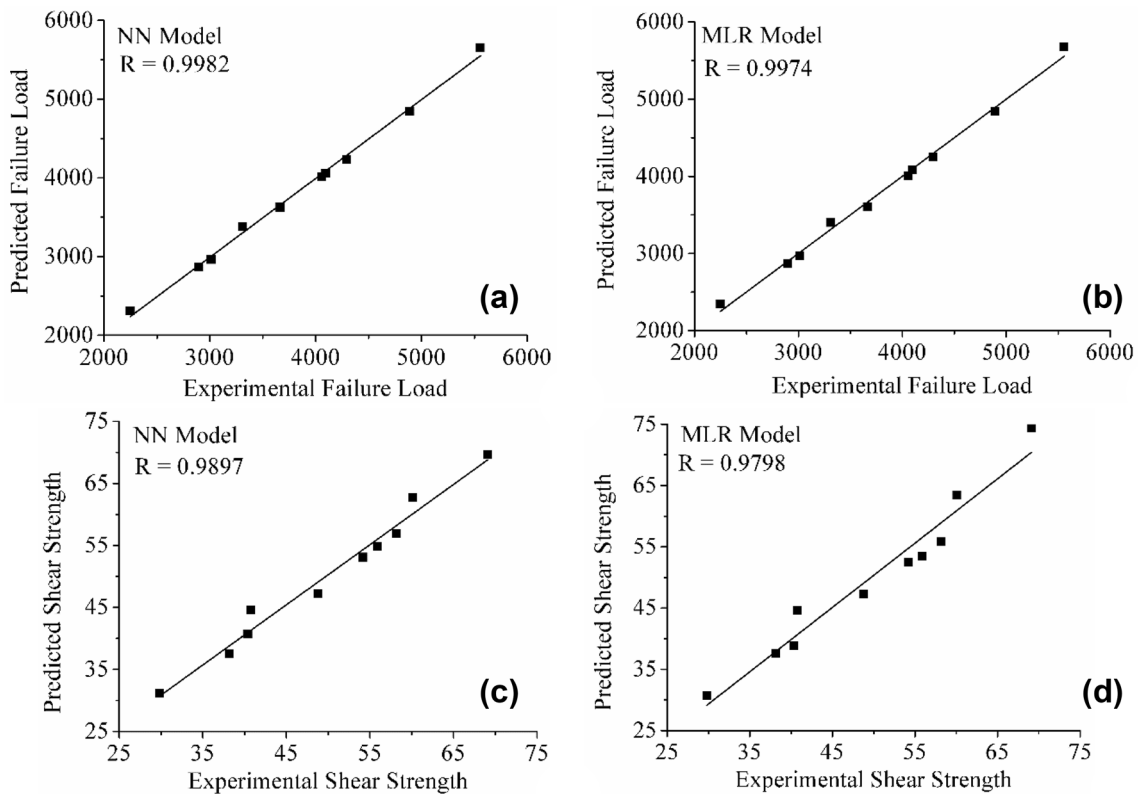 NN Model
R = 0.9982
Predicted Failure Load
6000
5000
4000
3000
2000
2000 3000 4000 5000 6000
Experimental Failure Load
(a)
MLR Model
R = 0.9974
Predicted Failure Load
6000
5000
4000
3000
2000
2000 3000 4000 5000 6000
Experimental Failure Load
(b)
NN Model
R = 0.9897
Predicted Shear Strength
75
65
55
45
35
25
25 35 45 55 65 75
Experimental Shear Strength
(c)
MLR Model
R = 0.9798
Predicted Shear Strength
75
65
55
45
35
25
25 35 45 55 65 75
Experimental Shear Strength
(d)